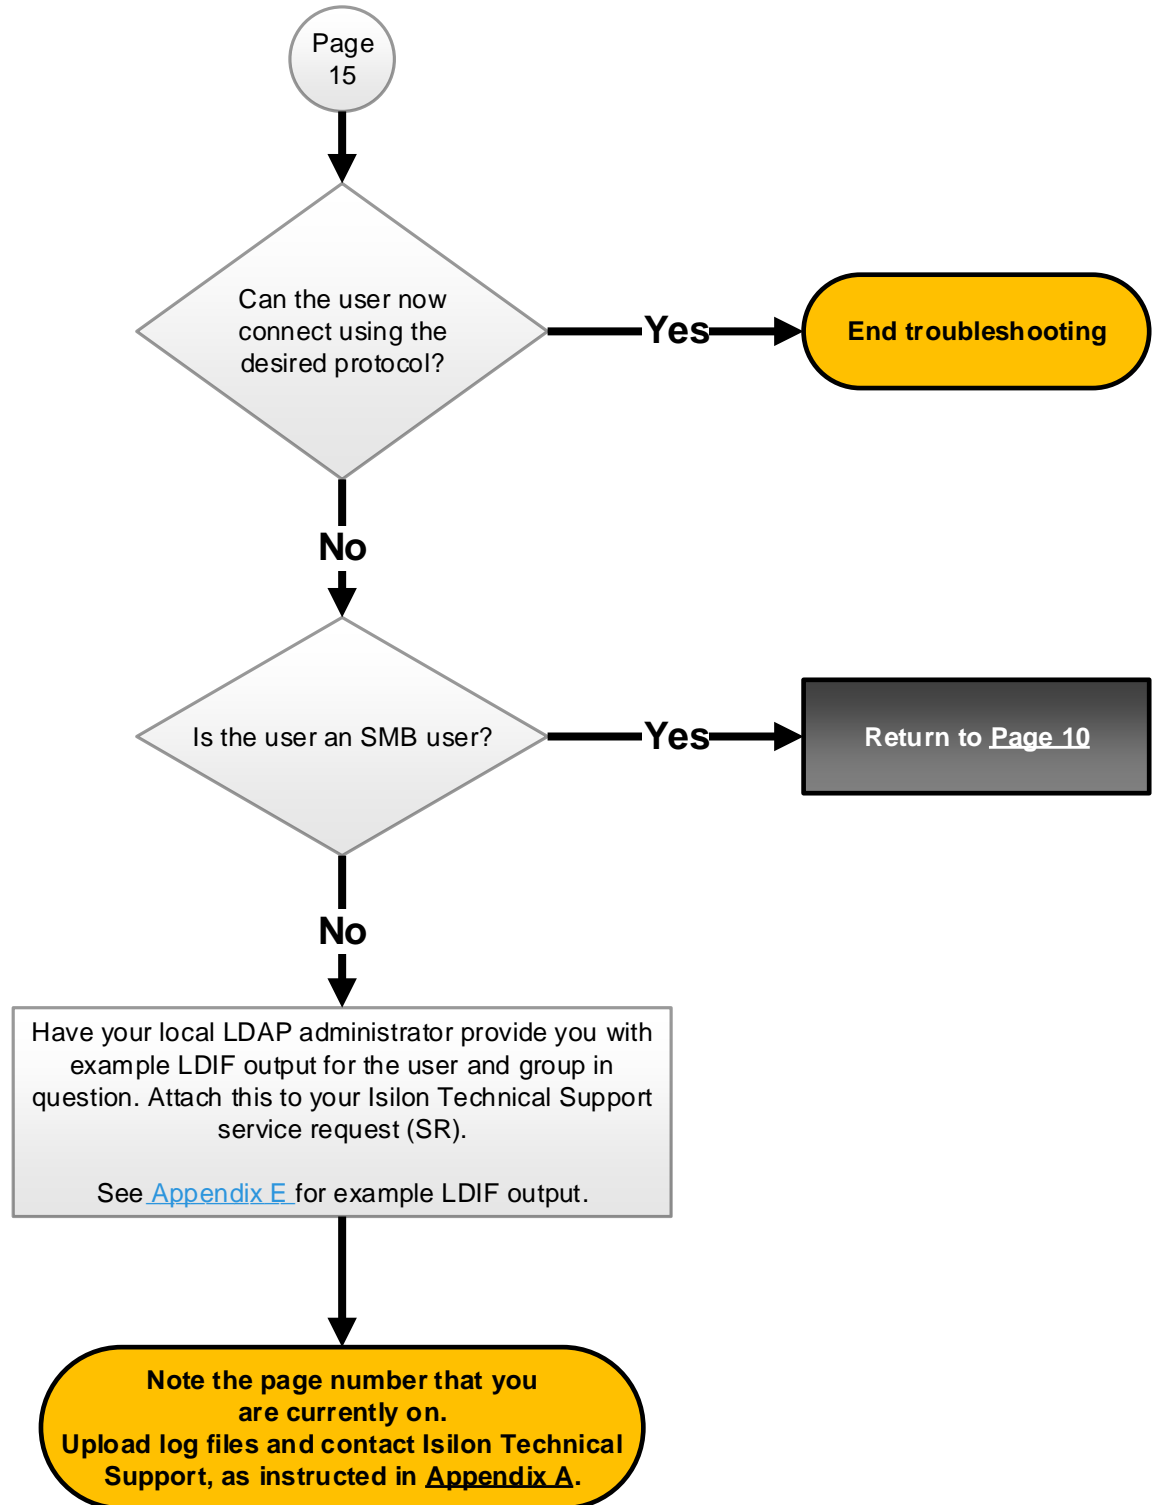 Page
15
Can the user now
connect using the
desired protocol?
Yes
End troubleshooting
No
Is the user an SMB user?
Yes
Return to Page 10
No
Have your local LDAP administrator provide you with
example LDIF output for the user and group in
question. Attach this to your Isilon Technical Support
service request (SR).
See Appendix E for example LDIF output.
Note the page number that you
are currently on.
Upload log files and contact Isilon Technical
Support, as instructed in Appendix A.